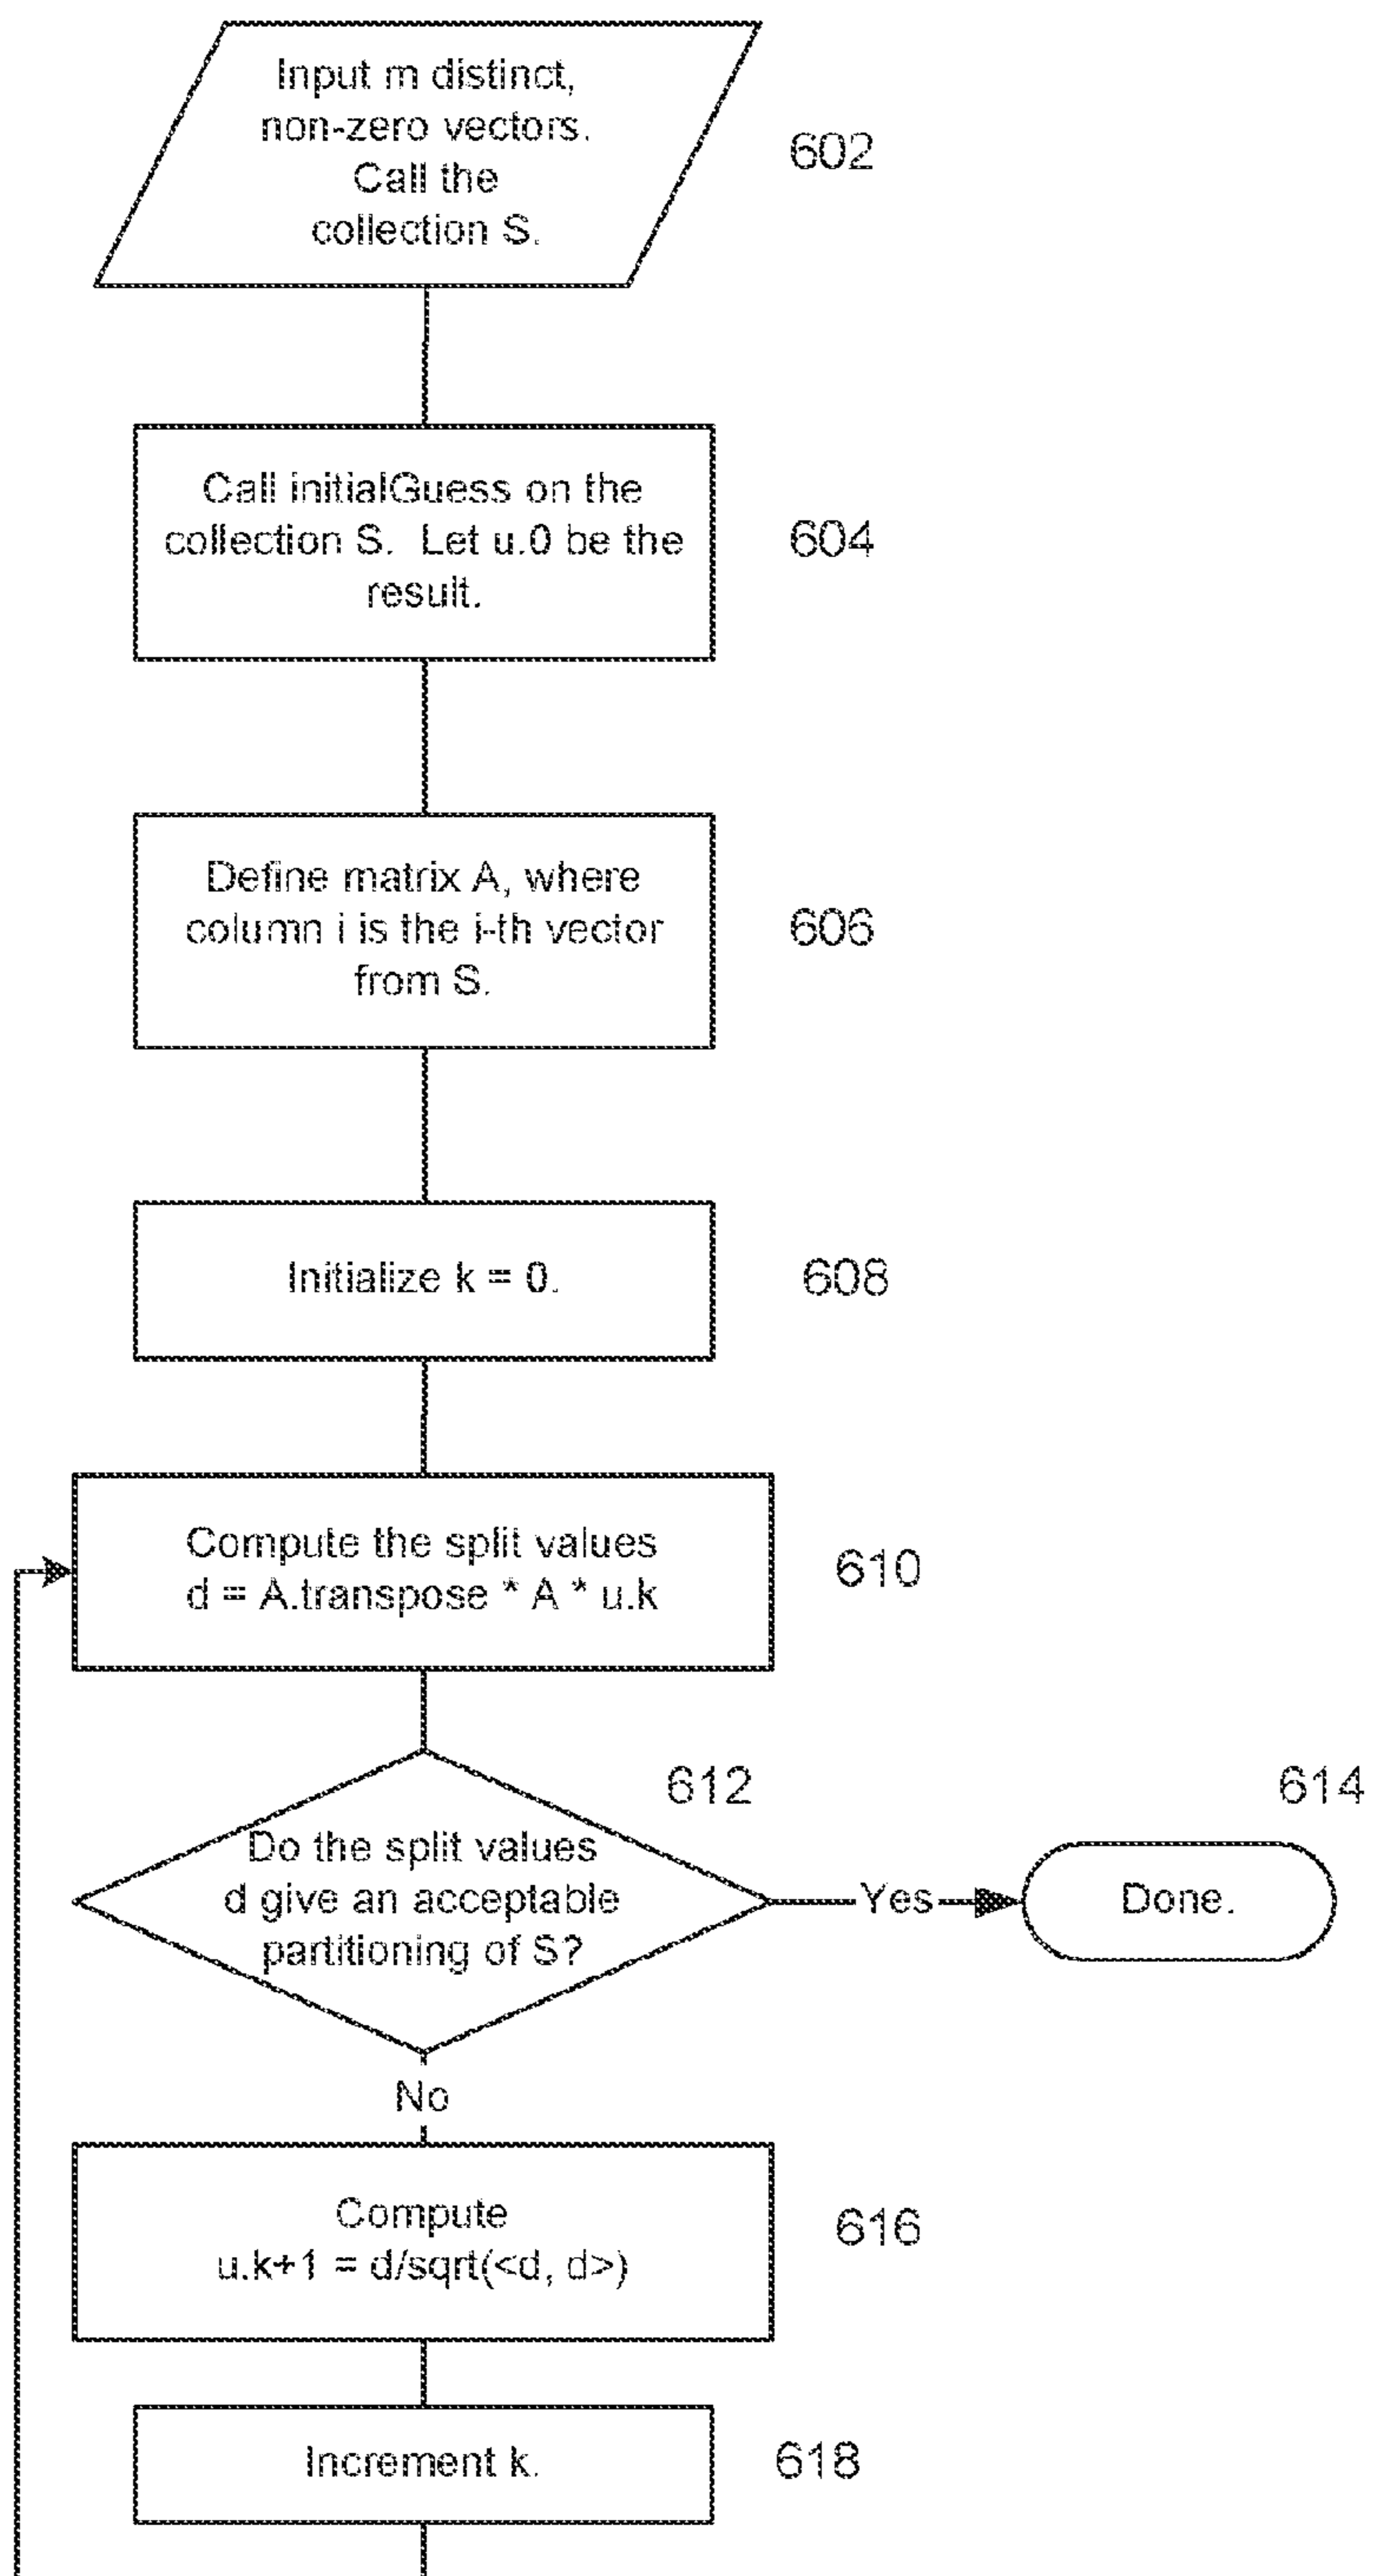 Input m distinct,
non-zero vectors.
Call the
collection S.
602
Call initialGuess on the
collection S. Let u.0 be the
result.
604
Define matrix A, where
column i is the i-th vector
from S.
606
Initialize k = 0.
608
Compute the split values
d = A.transpose * A * u.k
610
612
614
Do the split values
d give an acceptable
partitioning of S?
Yes
Done.
No
Compute
u.k+1 = d/sqrt(<d, d>)
616
Increment k.
618